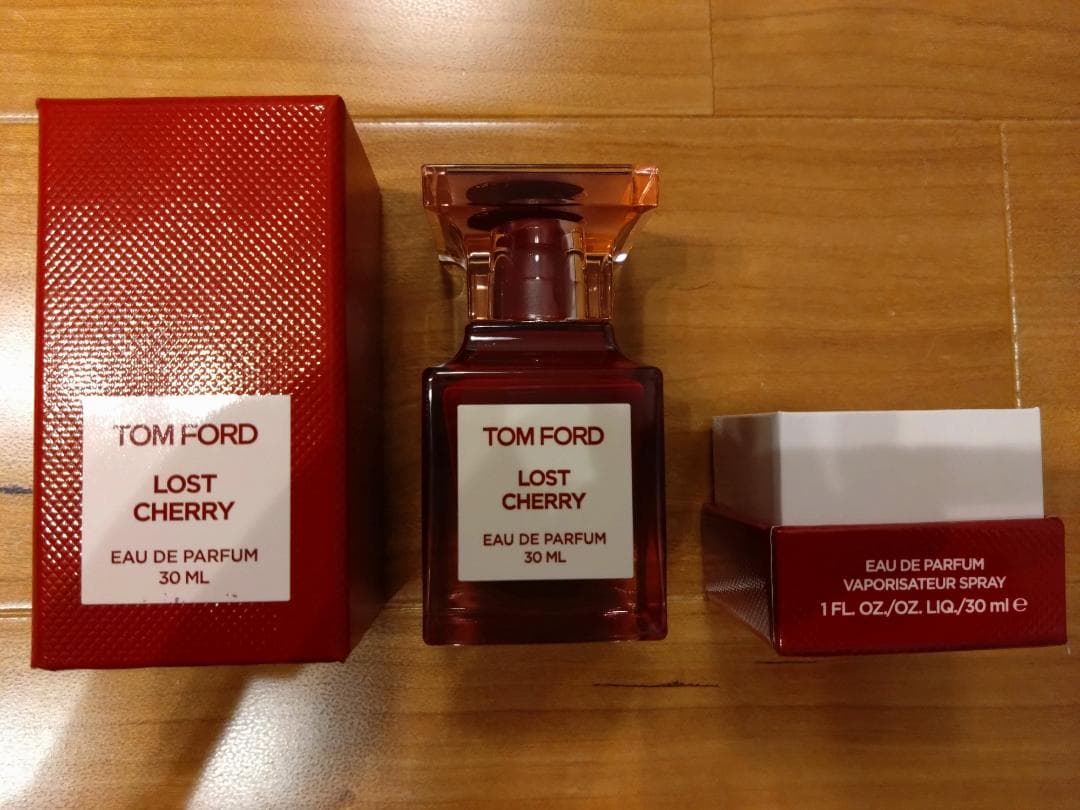 TOM FORD
LOST
CHERRY
EAU DE PARFUM
30 ML
TOM FORD
LOST
CHERRY
EAU DE PARFUM
30 ML
EAU DE PARFUM
VAPORISATEUR SPRAY
1 FL. OZ./OZ. LIQ./30 ml ℮